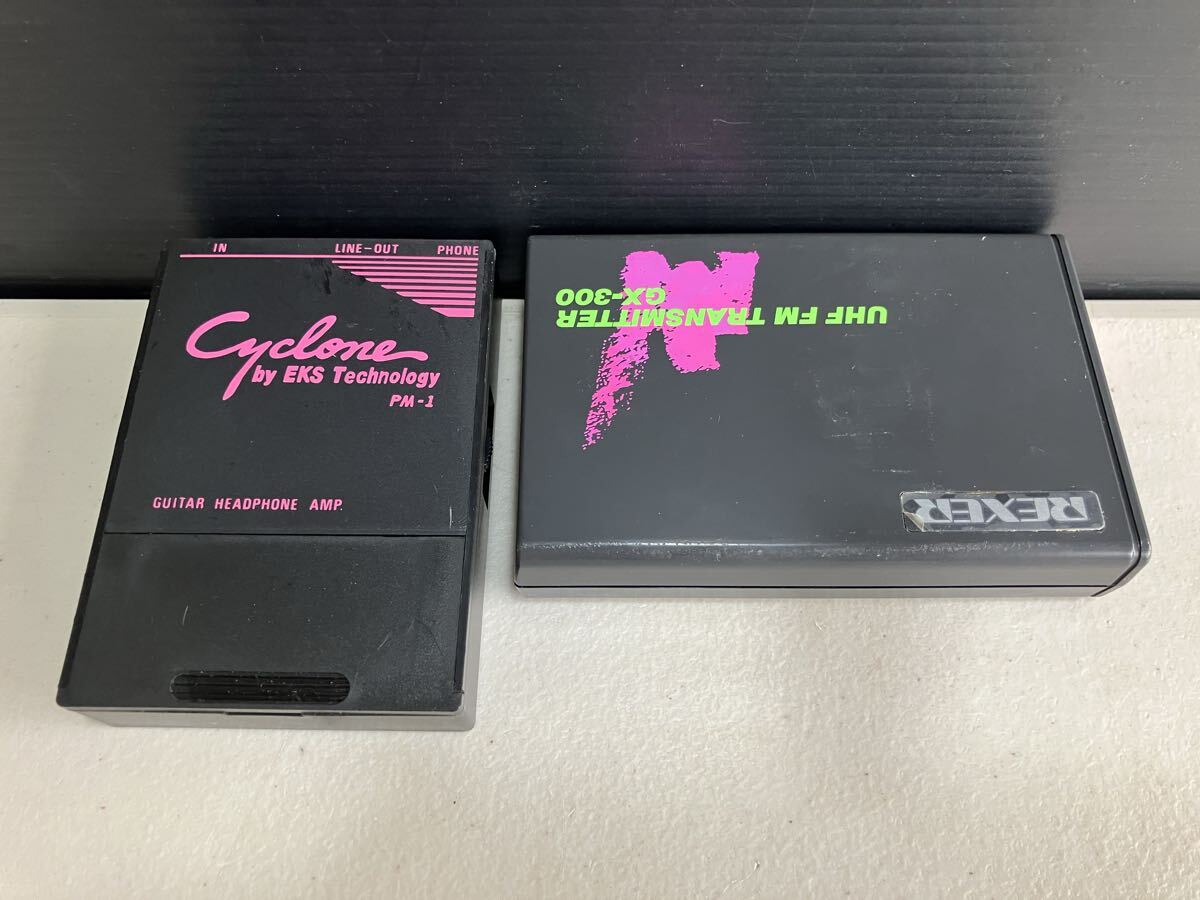 IN LINE-OUT PHONE
Cyclone
by EKS Technology
PM-1
GUITAR HEADPHONE AMP.
REXER
UHF FM TRANSMITTER
GX-300